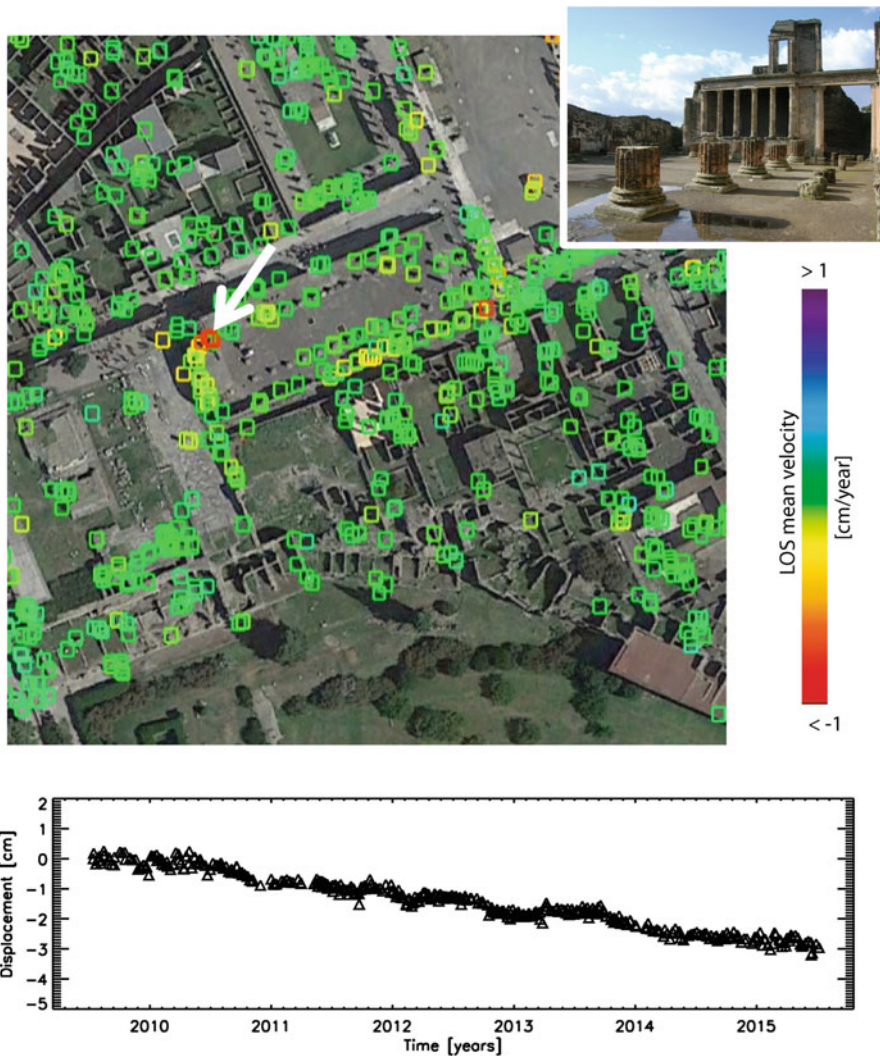 > 1
LOS mean velocity
[cm/year]
< -1
2
1
0
-1
-2
-3
-4
-5
Displacement [cm]
2010 2011 2012 2013 2014 2015
Time [years]